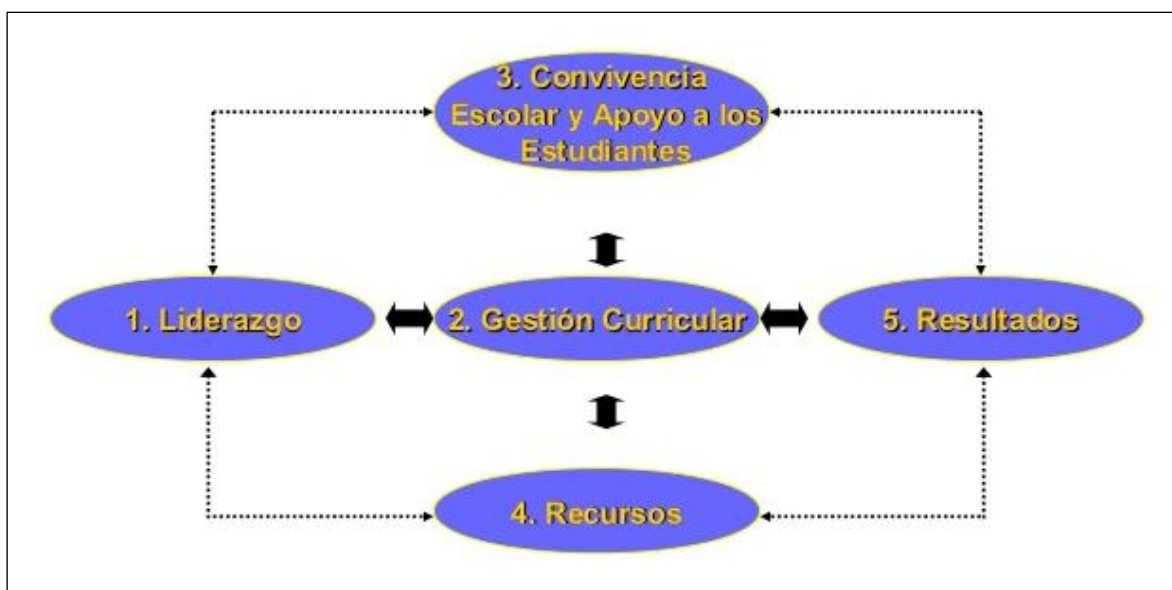 3. Convivencia
Escolar y Apoyo a los
Estudiantes
1. Liderazgo
2. Gestión Curricular
5. Resultados
4. Recursos